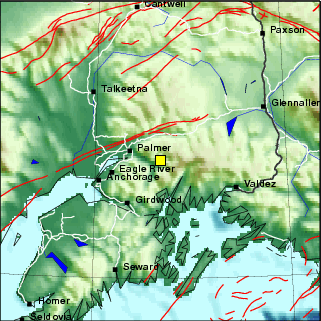 Cantwell
Paxson
Talkeetna
Glennallen
Palmer
Eagle River
Anchorage
Valdez
Girdwood
Seward
Homer
Seldovia